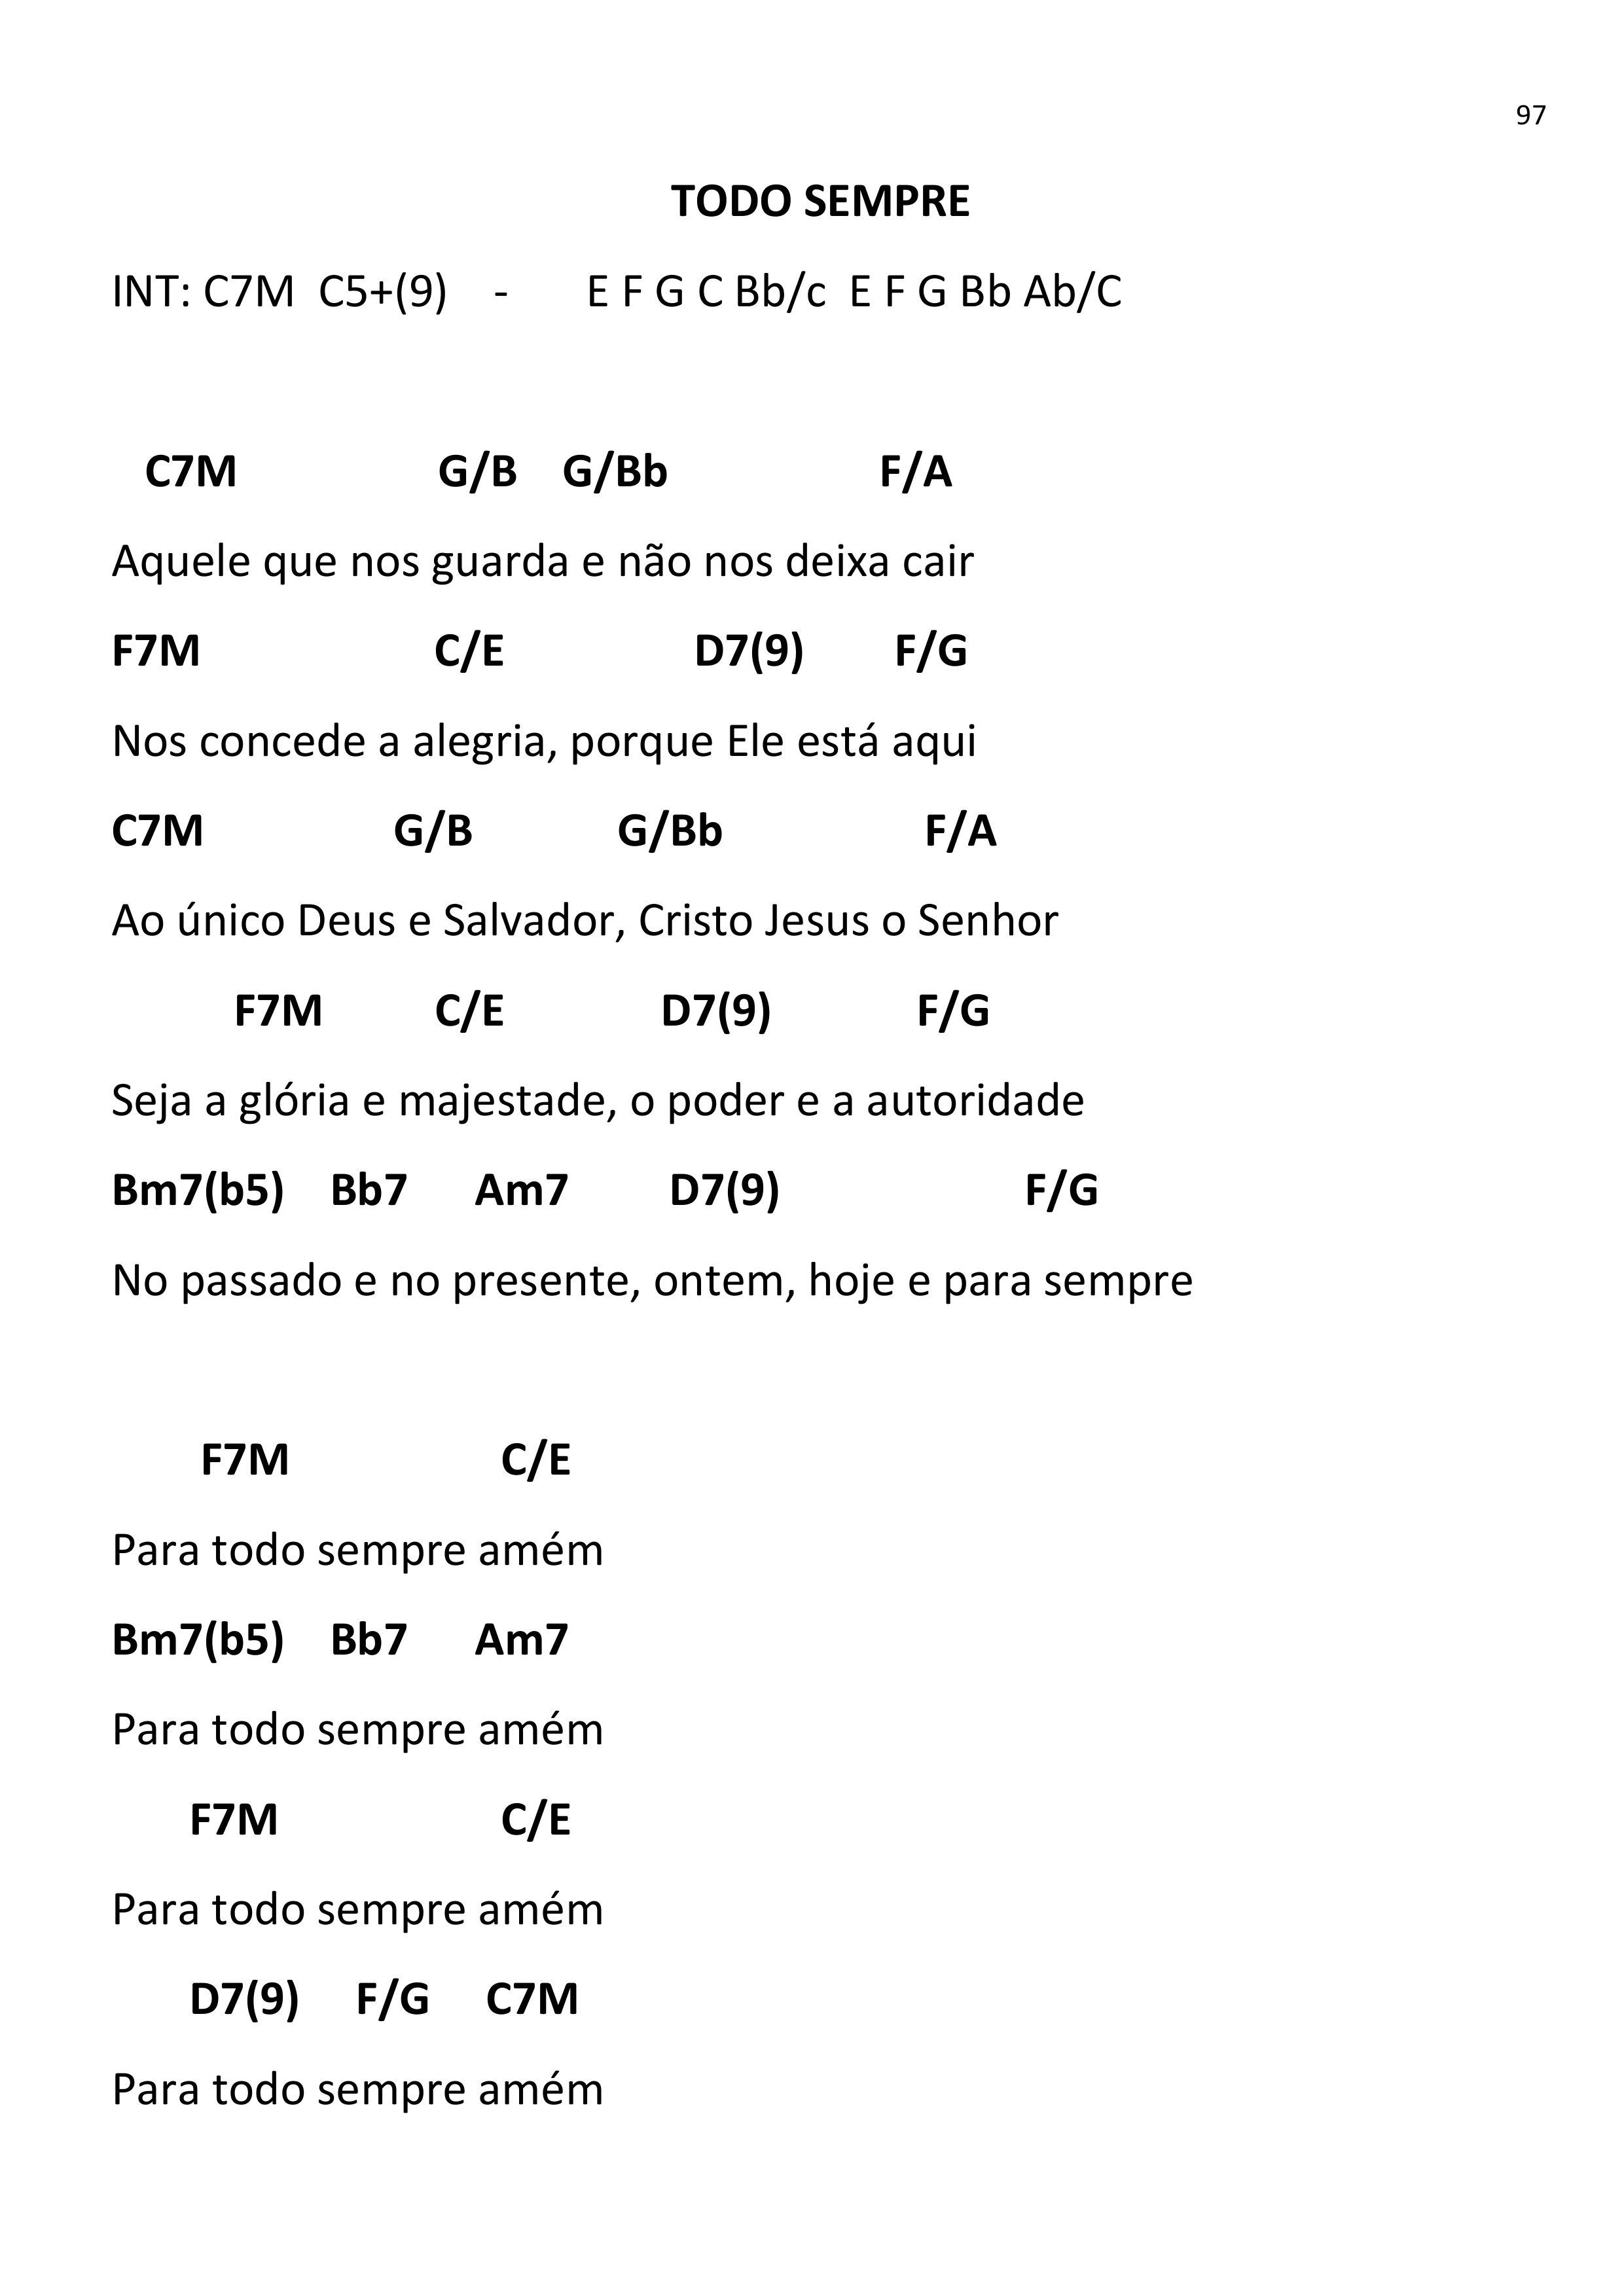 97
TODO SEMPRE
INT: C7M  C5+(9)    -       E F G C Bb/c  E F G Bb Ab/C
C7M                  G/B    G/Bb                   F/A
Aquele que nos guarda e não nos deixa cair
F7M                     C/E                 D7(9)        F/G
Nos concede a alegria, porque Ele está aqui
C7M                 G/B             G/Bb                  F/A
Ao único Deus e Salvador, Cristo Jesus o Senhor
F7M          C/E              D7(9)             F/G
Seja a glória e majestade, o poder e a autoridade
Bm7(b5)    Bb7      Am7         D7(9)                      F/G
No passado e no presente, ontem, hoje e para sempre
F7M                   C/E
Para todo sempre amém
Bm7(b5)    Bb7      Am7
Para todo sempre amém
F7M                    C/E
Para todo sempre amém
D7(9)     F/G     C7M
Para todo sempre amém